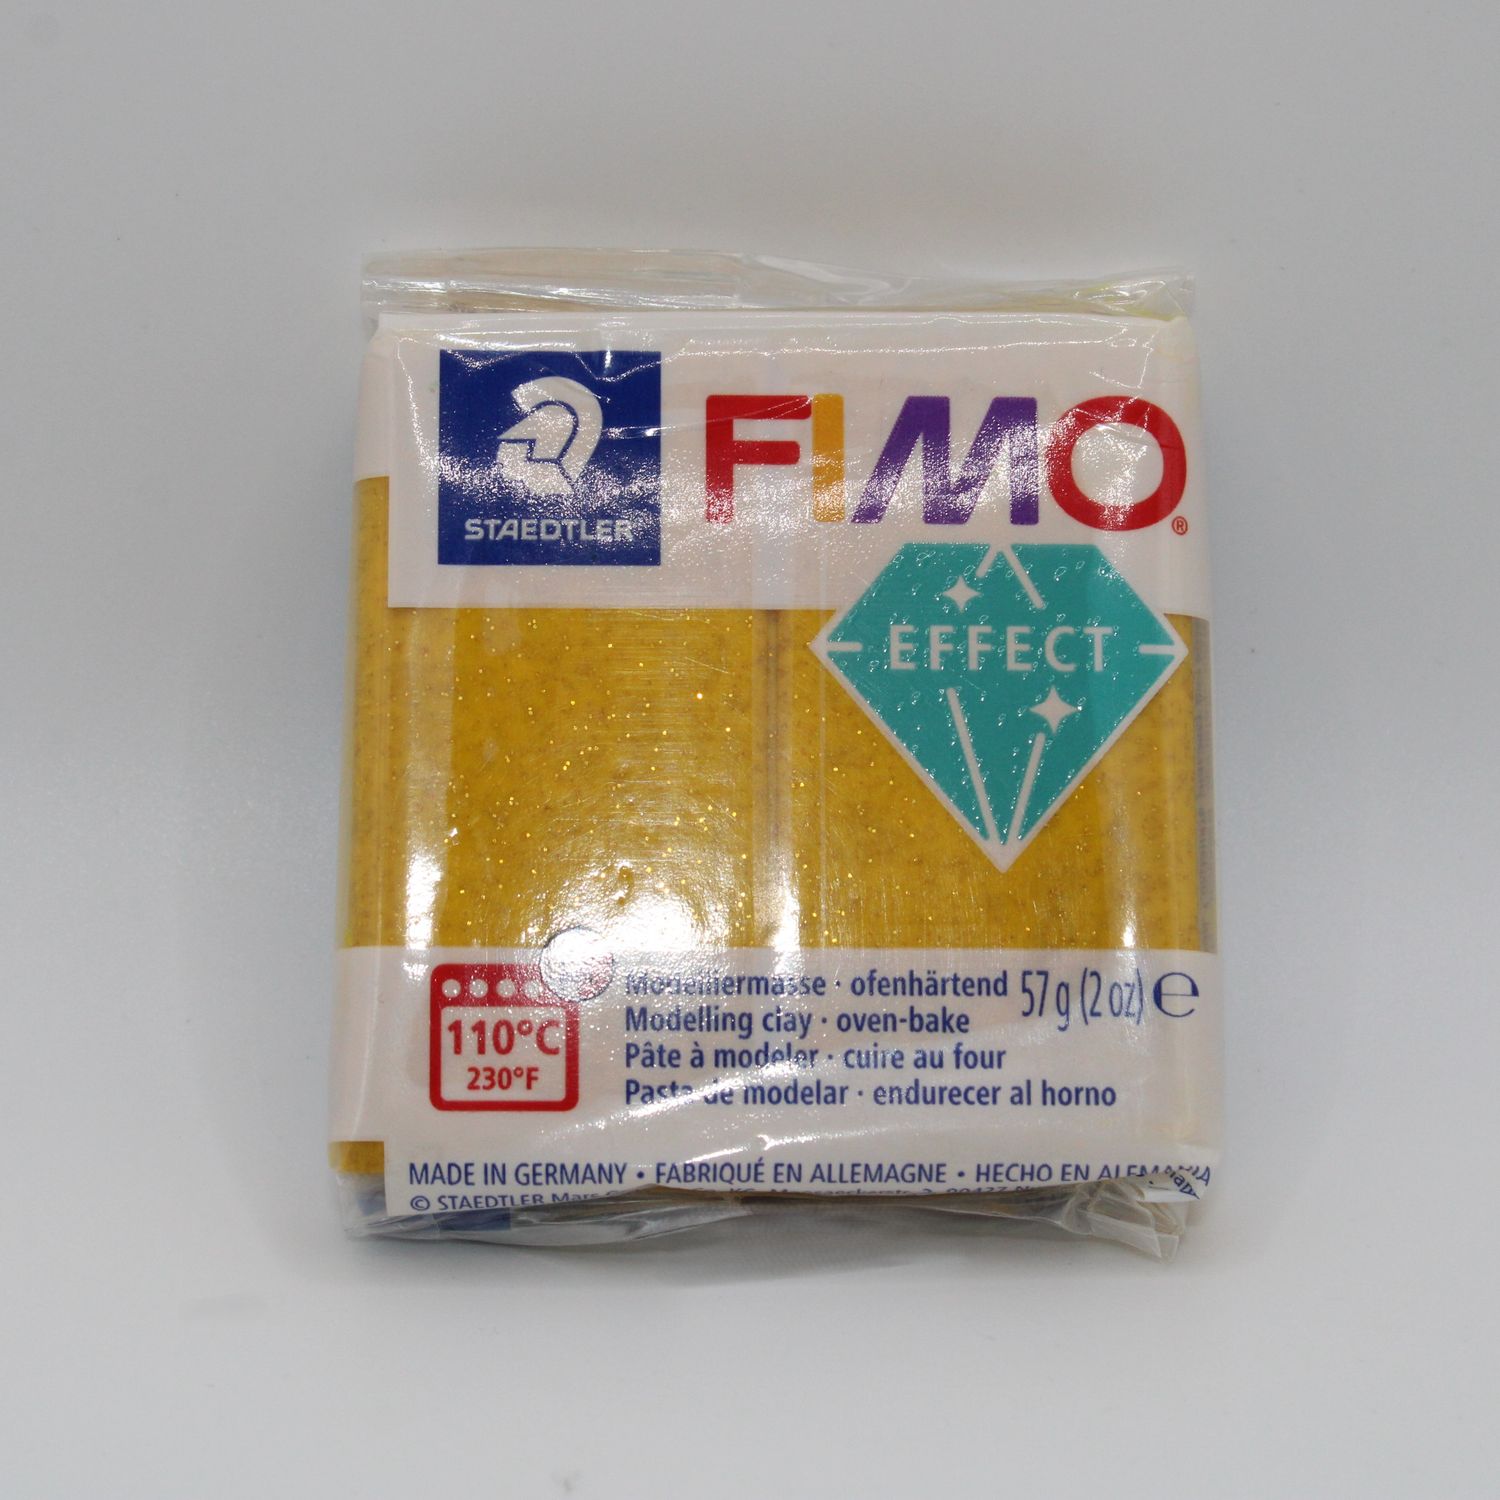 STAEDTLER
FIMO®
EFFECT
110°C
230°F
Modelliermasse · ofenhärtend 57 g (2 oz) ℮
Modelling clay · oven-bake
Pâte à modeler · cuire au four
Pasta de modelar · endurecer al horno
MADE IN GERMANY • FABRIQUÉ EN ALLEMAGNE • HECHO EN ALEMANIA
© STAEDTLER Mars